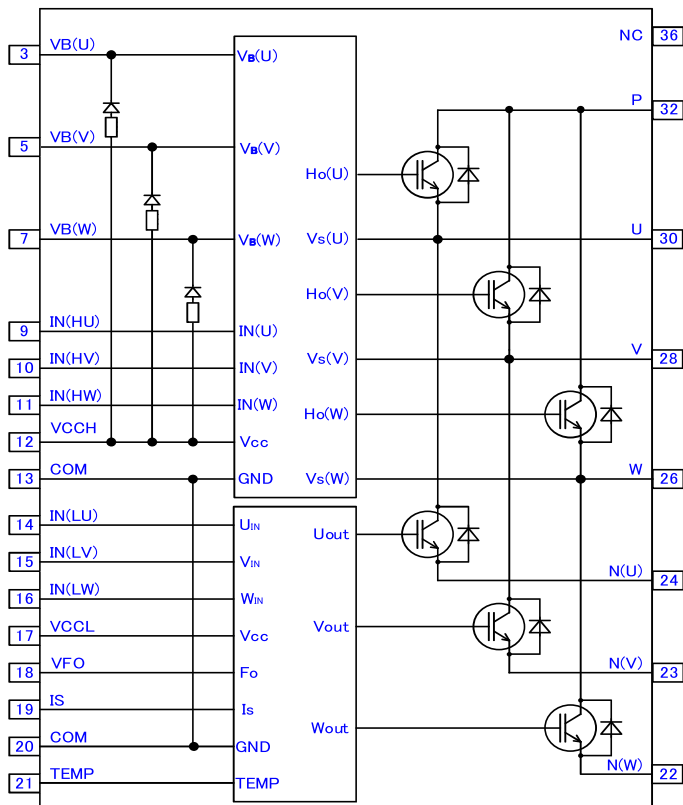 NC 36
3 VB(U) VB(U)
P 32
5 VB(V) VB(V)
Ho(U)
7 VB(W) VB(W) Vs(U) U 30
Ho(V)
9 IN(HU) IN(U)
10 IN(HV) IN(V) Vs(V) V 28
11 IN(HW) IN(W) Ho(W)
12 VCCH Vcc
13 COM GND Vs(W) W 26
14 IN(LU) UIN Uout
15 IN(LV) VIN
N(U) 24
16 IN(LW) WIN
17 VCCL Vcc Vout
18 VFO Fo N(V) 23
19 IS Is
Wout
20 COM GND
N(W) 22
21 TEMP TEMP